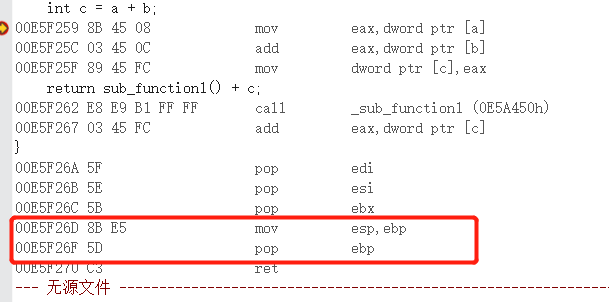 int c = a + b;
00E5F259 8B 45 08 mov eax,dword ptr [a]
00E5F25C 03 45 0C add eax,dword ptr [b]
00E5F25F 89 45 FC mov dword ptr [c],eax
return sub_function1() + c;
00E5F262 E8 E9 B1 FF FF call _sub_function1 (0E5A450h)
00E5F267 03 45 FC add eax,dword ptr [c]
}
00E5F26A 5F pop edi
00E5F26B 5E pop esi
00E5F26C 5B pop ebx
00E5F26D 8B E5 mov esp,ebp
00E5F26F 5D pop ebp
00E5F270 C3 ret
--- 无源文件 -----------------------------------------------------------------------